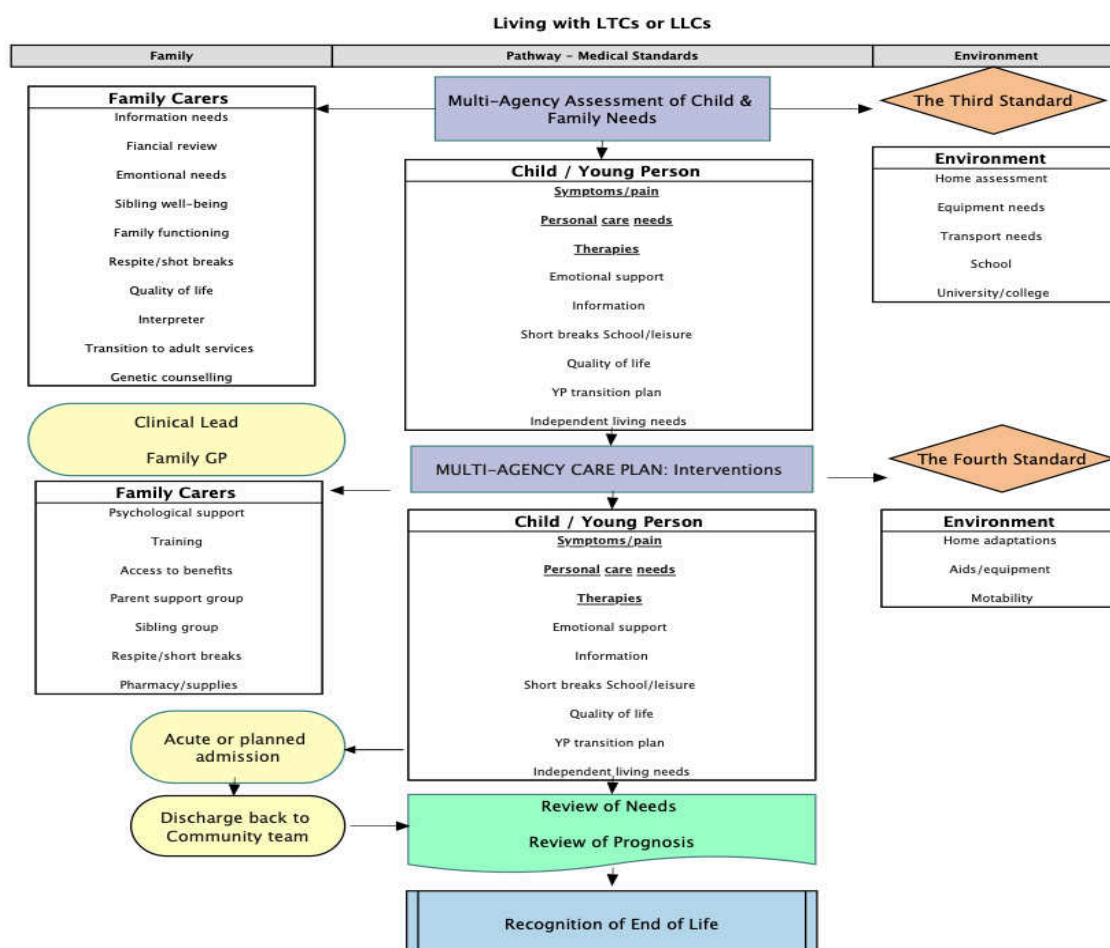 Living with LTCs or LLCs
Family
Pathway - Medical Standards
Environment
Multi-Agency Assessment of Child &
Family Needs
The Third Standard
Family Carers
Information needs
Fiancial review
Emontional needs
Sibling well-being
Family functioning
Respite/shot breaks
Quality of life
Interpreter
Transition to adult services
Genetic counselling
Child / Young Person
Symptoms/pain
Personal care needs
Therapies
Emotional support
Information
Short breaks School/leisure
Quality of life
YP transition plan
Independent living needs
Environment
Home assessment
Equipment needs
Transport needs
School
University/college
Clinical Lead
Family GP
MULTI-AGENCY CARE PLAN: Interventions
The Fourth Standard
Family Carers
Psychological support
Training
Access to benefits
Parent support group
Sibling group
Respite/short breaks
Pharmacy/supplies
Child / Young Person
Symptoms/pain
Personal care needs
Therapies
Emotional support
Information
Short breaks School/leisure
Quality of life
YP transition plan
Independent living needs
Environment
Home adaptations
Aids/equipment
Motability
Acute or planned
admission
Discharge back to
Community team
Review of Needs
Review of Prognosis
Recognition of End of Life